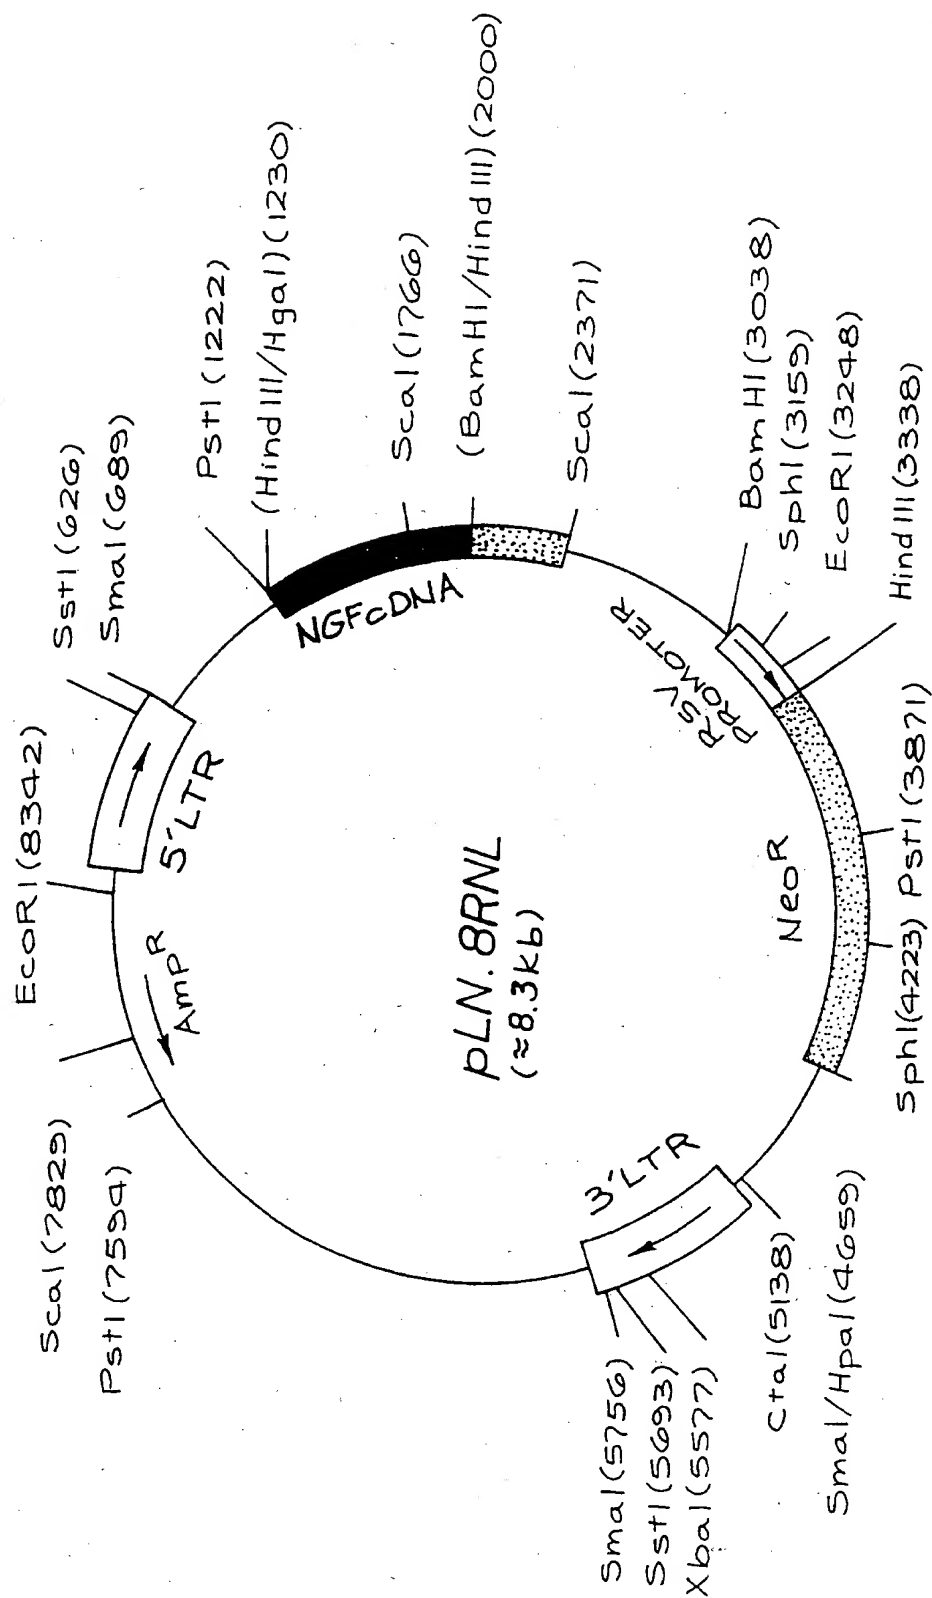 EcoRI(8342)
SstI(626)
SmaI(689)
PstI(1222)
(HindIII/HgaI)(1230)
ScaI(1766)
(BamHI/HindIII)(2000)
ScaI(2371)
BamHI(3038)
SphI(3159)
EcoRI(3248)
HindIII(3338)
PstI(3871)
SphI(4223)
SmaI/HpaI(4659)
ClaI(5138)
XbaI(5577)
SstI(5693)
SmaI(5756)
PstI(7594)
ScaI(7829)
AmpR
5'LTR
NGFcDNA
RSV
PROMOTER
NeoR
3'LTR
pLN.8RNL
(≈8.3kb)